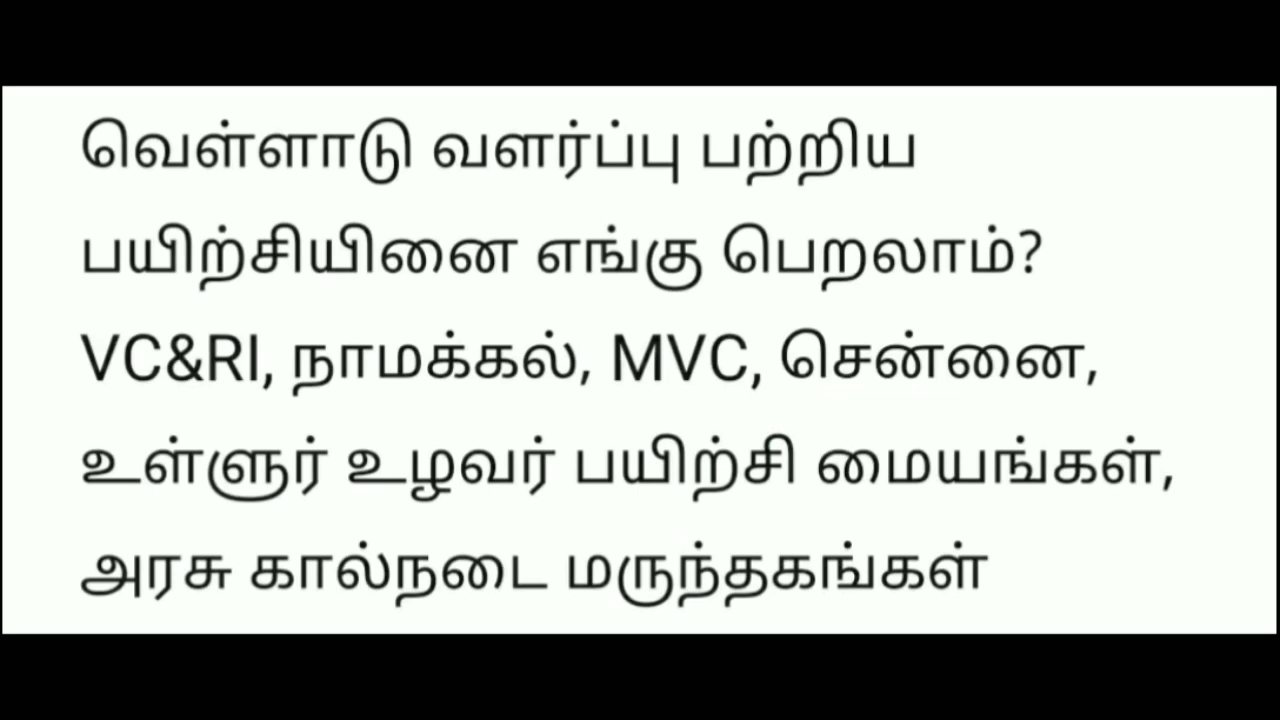 வெள்ளாடு வளர்ப்பு பற்றிய
பயிற்சியினை எங்கு பெறலாம்?
VC&RI, நாமக்கல், MVC, சென்னை,
உள்ளுர் உழவர் பயிற்சி மையங்கள்,
அரசு கால்நடை மருந்தகங்கள்